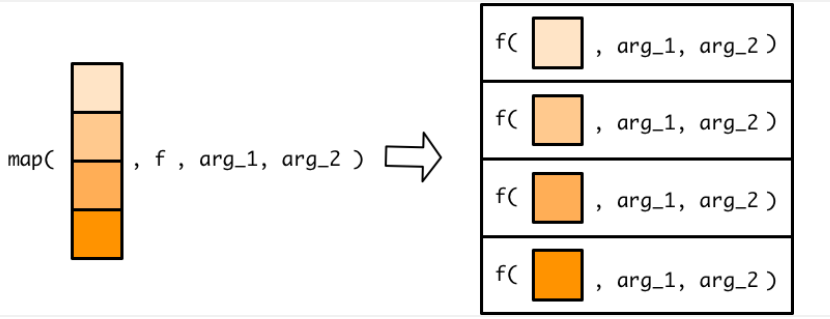 map( , f , arg_1, arg_2 )
f( , arg_1, arg_2 )
f( , arg_1, arg_2 )
f( , arg_1, arg_2 )
f( , arg_1, arg_2 )